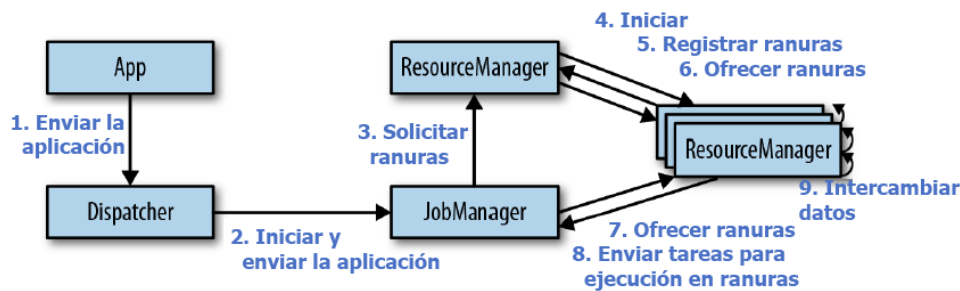 App
ResourceManager
4. Iniciar
5. Registrar ranuras
6. Ofrecer ranuras
1. Enviar la
aplicación
3. Solicitar
ranuras
ResourceManager
9. Intercambiar
datos
Dispatcher
JobManager
2. Iniciar y
enviar la aplicación
7. Ofrecer ranuras
8. Enviar tareas para
ejecución en ranuras